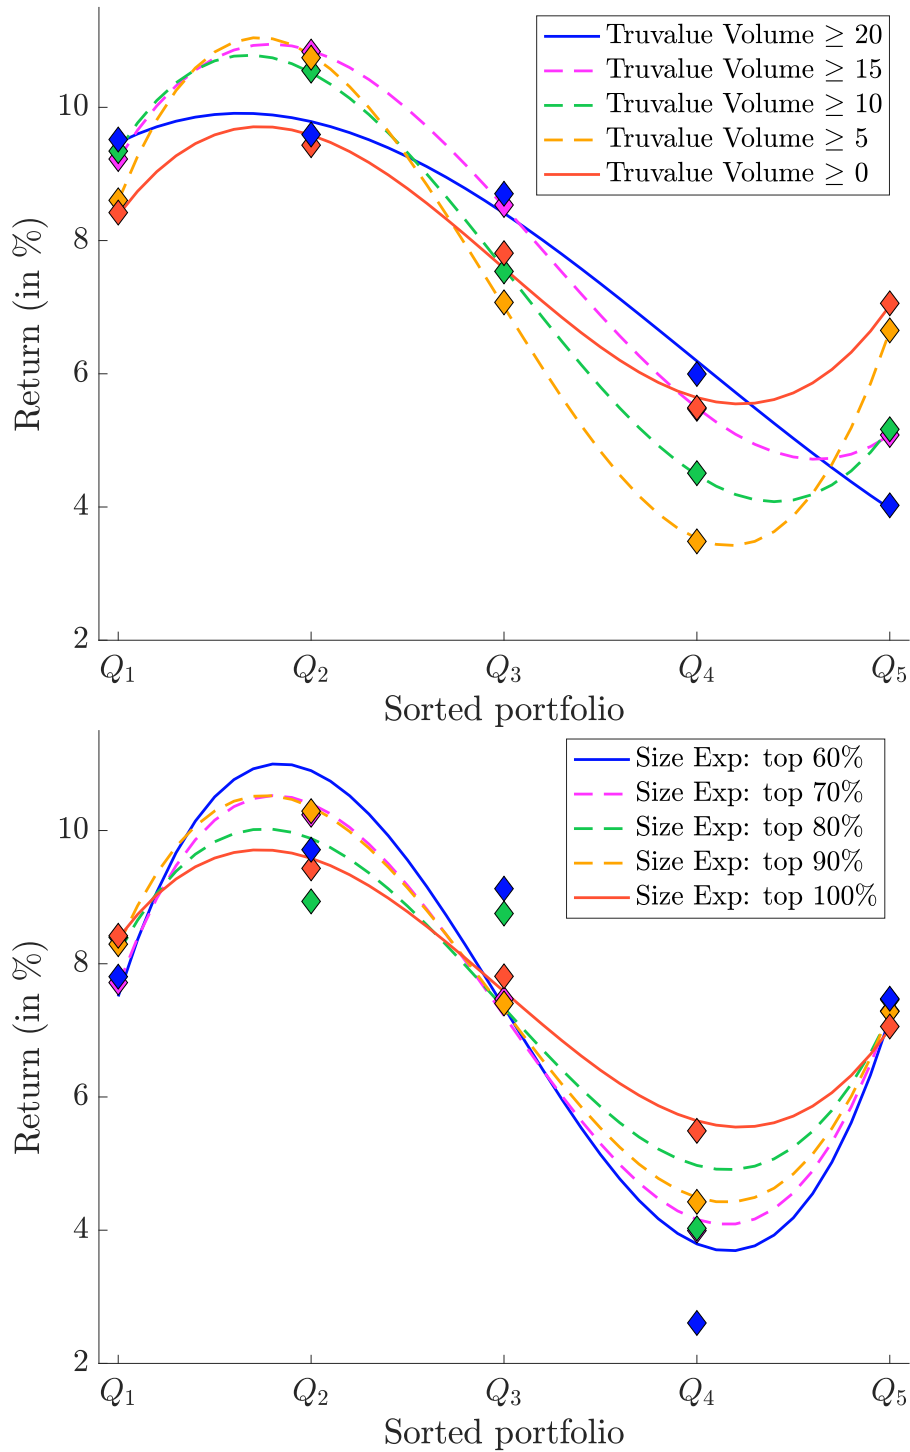 Truvalue Volume ≥ 20
Truvalue Volume ≥ 15
Truvalue Volume ≥ 10
Truvalue Volume ≥ 5
Truvalue Volume ≥ 0
Return (in %)
10
8
6
4
2
Q₁ Q₂ Q₃ Q₄ Q₅
Sorted portfolio
Size Exp: top 60%
Size Exp: top 70%
Size Exp: top 80%
Size Exp: top 90%
Size Exp: top 100%
Return (in %)
10
8
6
4
2
Q₁ Q₂ Q₃ Q₄ Q₅
Sorted portfolio